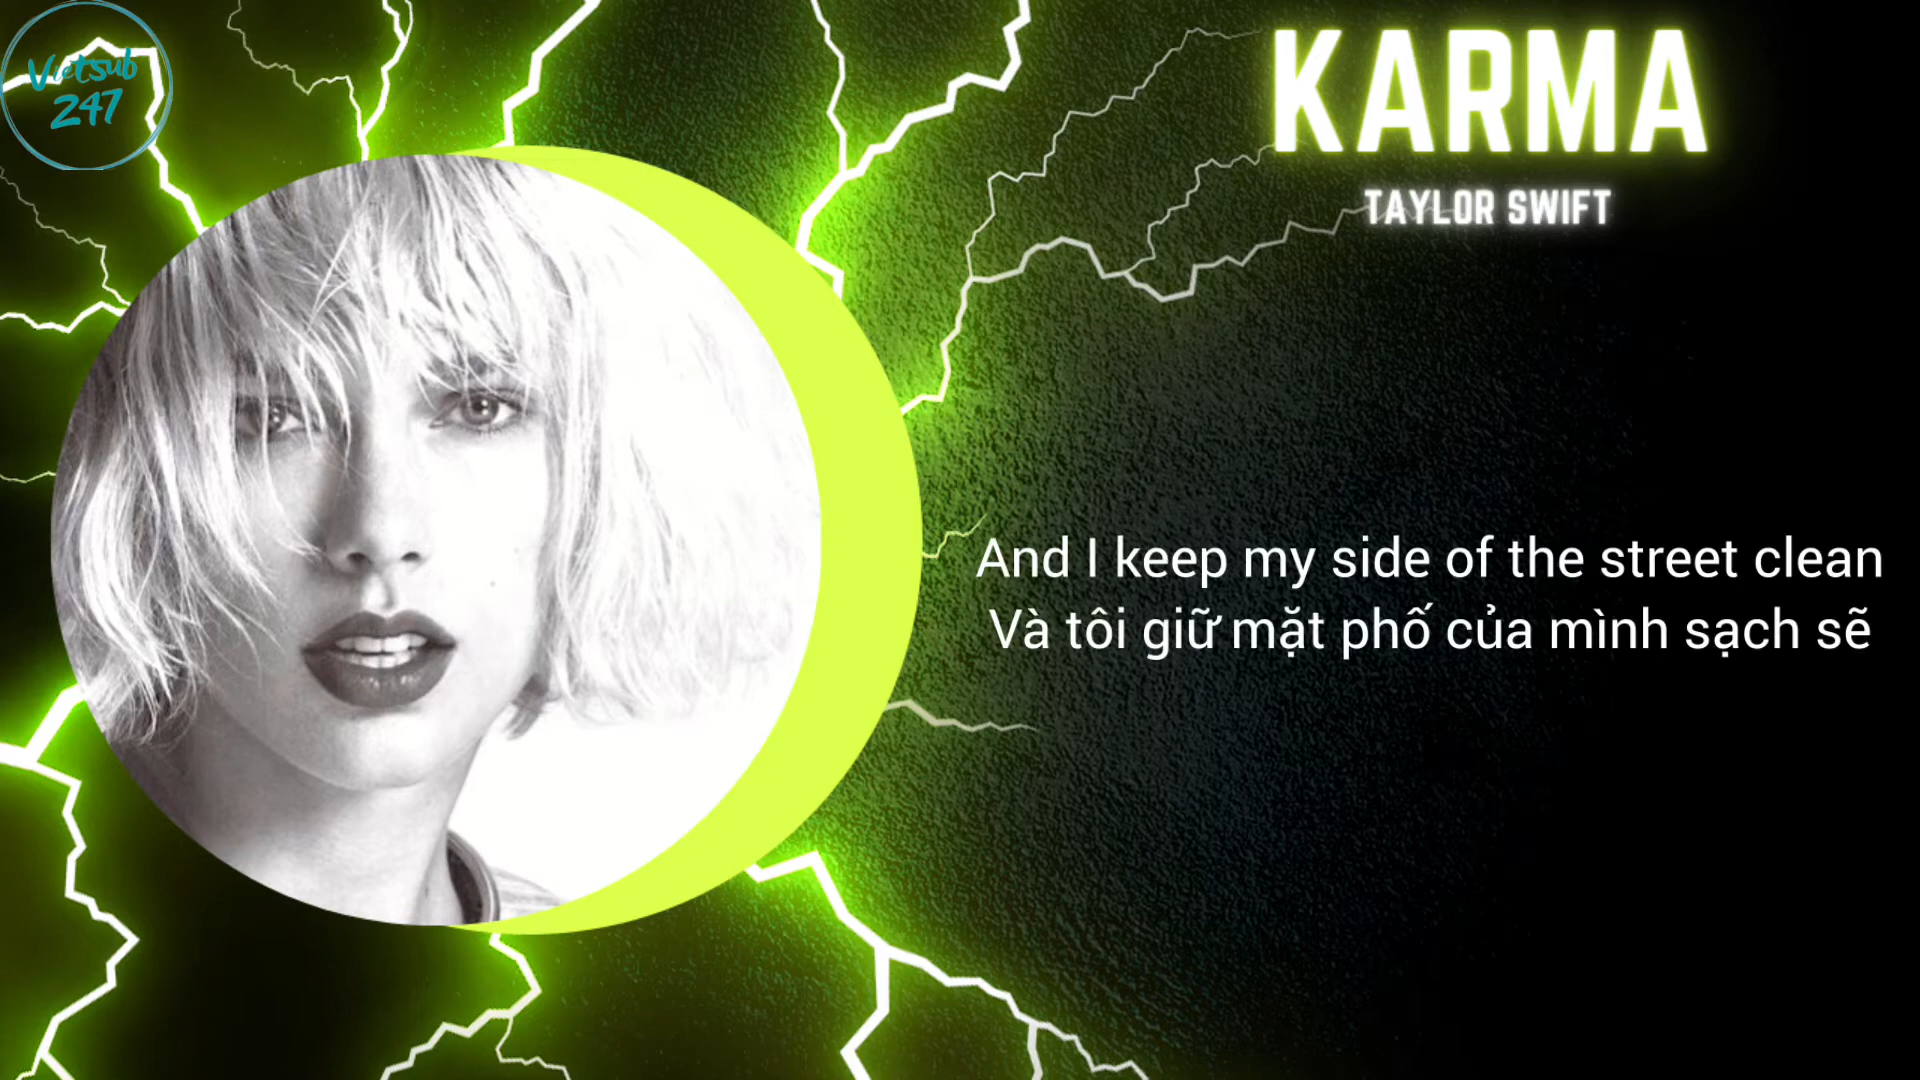 Vietsub
247
KARMA
TAYLOR SWIFT
And I keep my side of the street clean
Và tôi giữ mặt phố của mình sạch sẽ